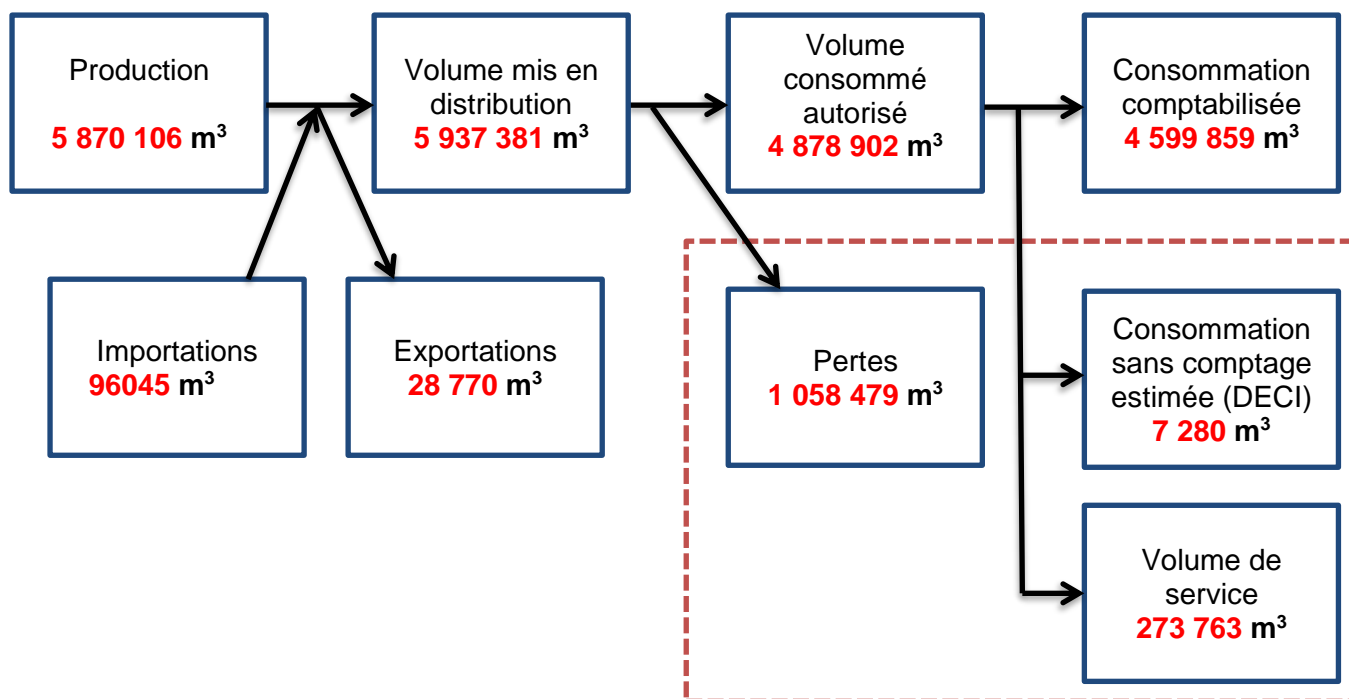 Production
5 870 106 m³
Volume mis en
distribution
5 937 381 m³
Volume
consommé
autorisé
4 878 902 m³
Consommation
comptabilisée
4 599 859 m³
Importations
96045 m³
Exportations
28 770 m³
Pertes
1 058 479 m³
Consommation
sans comptage
estimée (DECI)
7 280 m³
Volume de
service
273 763 m³